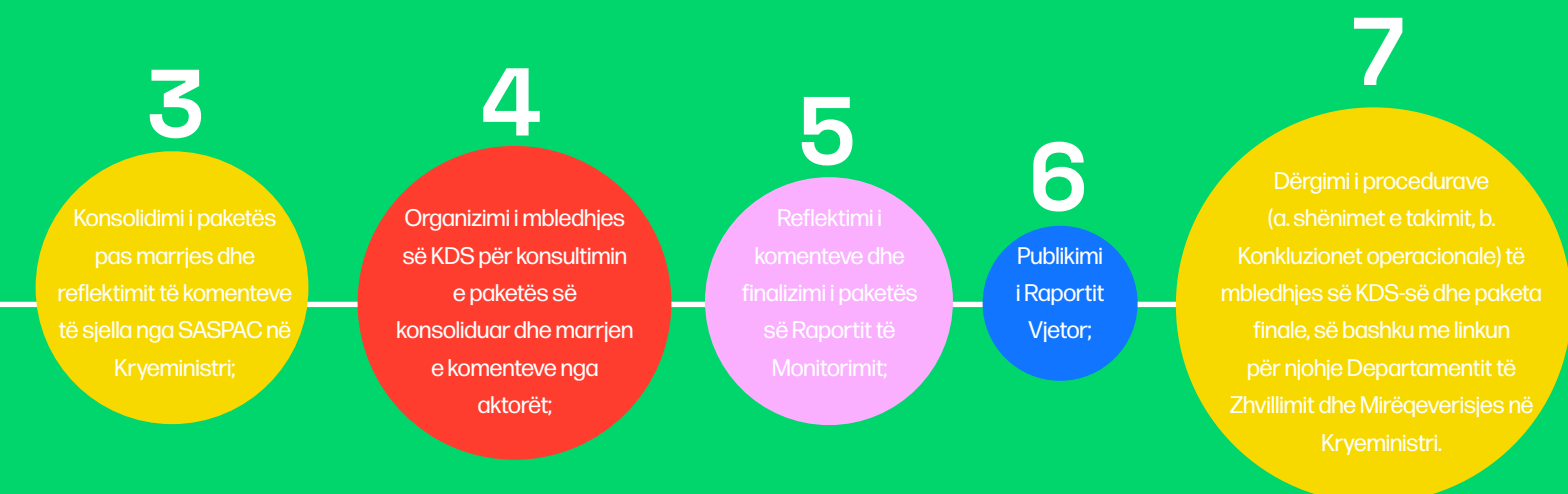 3
Konsolidimi i paketës
pas marrjes dhe
reflektimit të komenteve
të sjella nga SASPAC në
Kryeministri;
4
Organizimi i mbledhjes
së KDS për konsultimin
e paketës së
konsoliduar dhe marrjen
e komenteve nga
aktorët;
5
Reflektimi i
komenteve dhe
finalizimi i paketës
së Raportit të
Monitorimit;
6
Publikimi
i Raportit
Vjetor;
7
Dërgimi i procedurave
(a. shënimet e takimit, b.
Konkluzionet operacionale) të
mbledhjes së KDS-së dhe paketa
finale, së bashku me linkun
për njohje Departamentit të
Zhvillimit dhe Mirëqeverisjes në
Kryeministri.